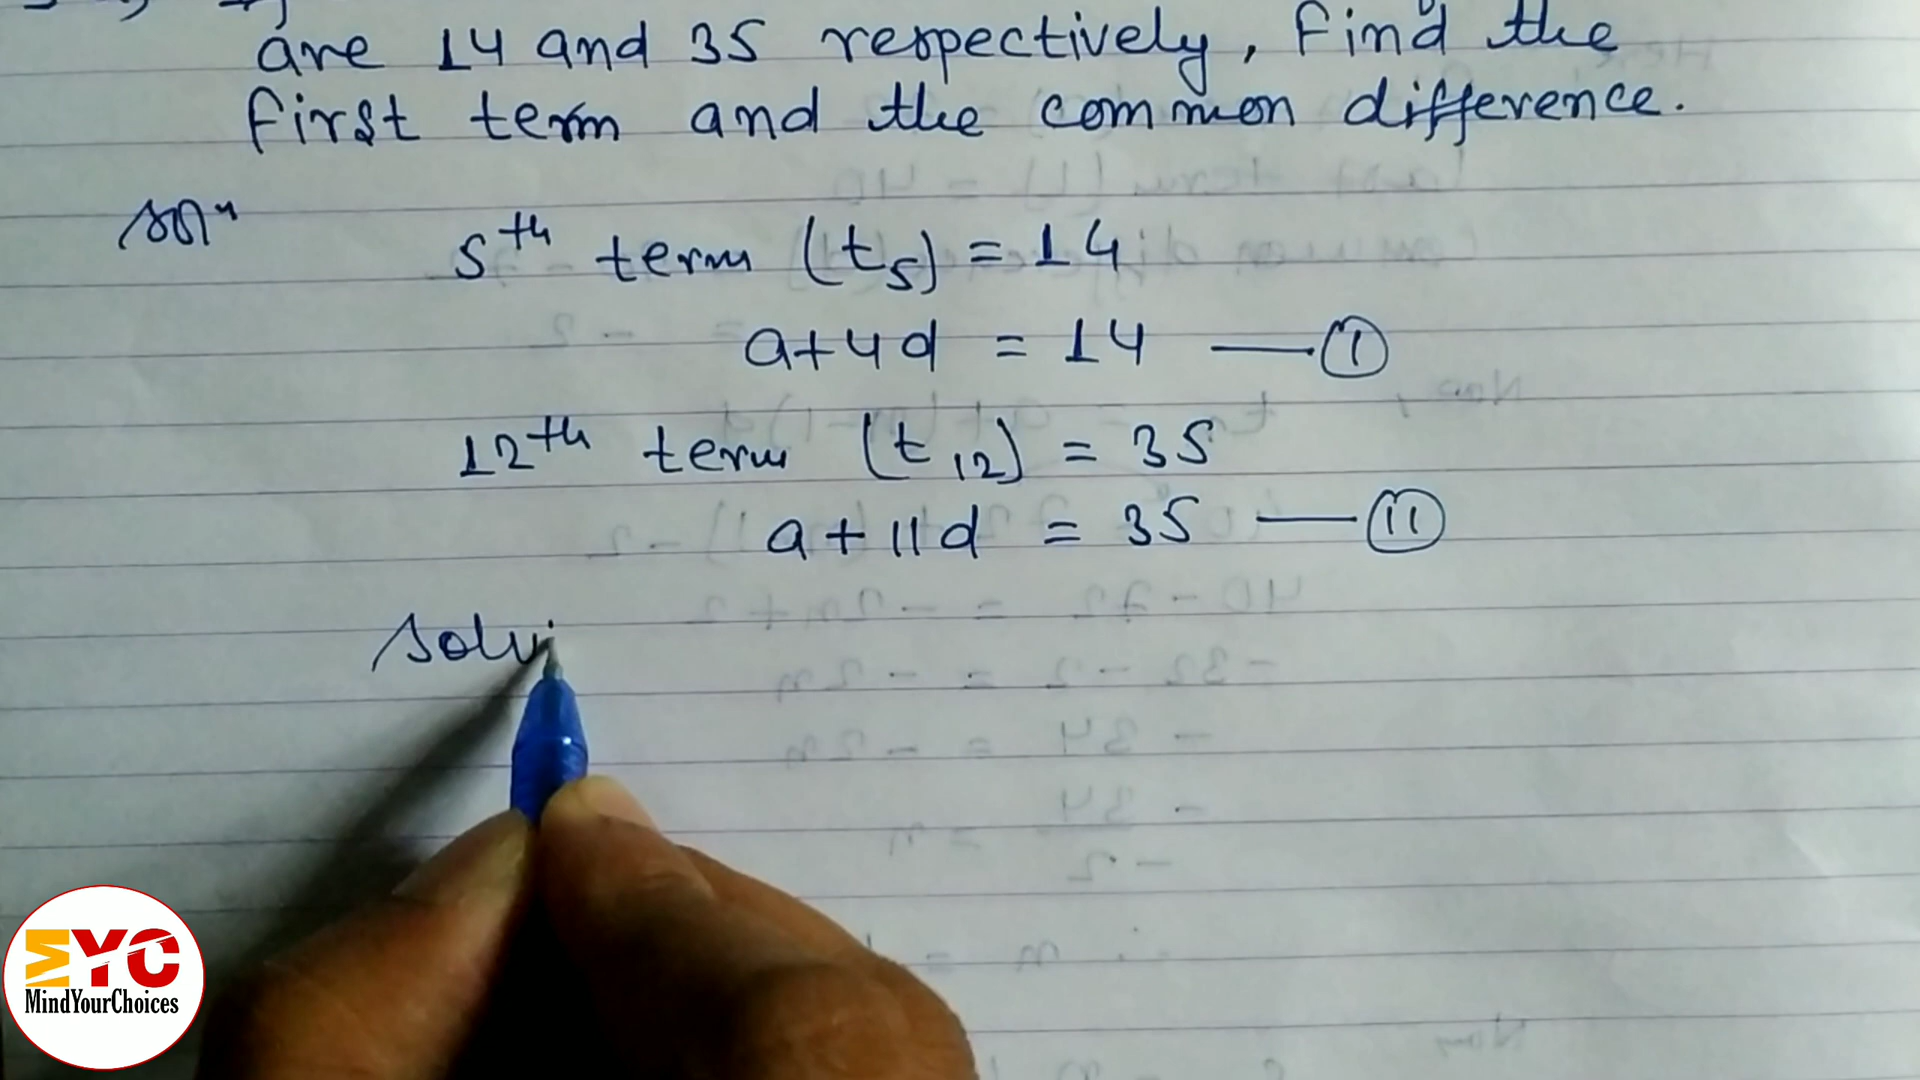 are 14 and 35 respectively, Find the
first term and the common difference.
Solⁿ
5th term (t5) = 14
a+4d = 14 — (I)
12th term (t12) = 35
a+11d = 35 — (II)
Solvi
MYC
MindYourChoices